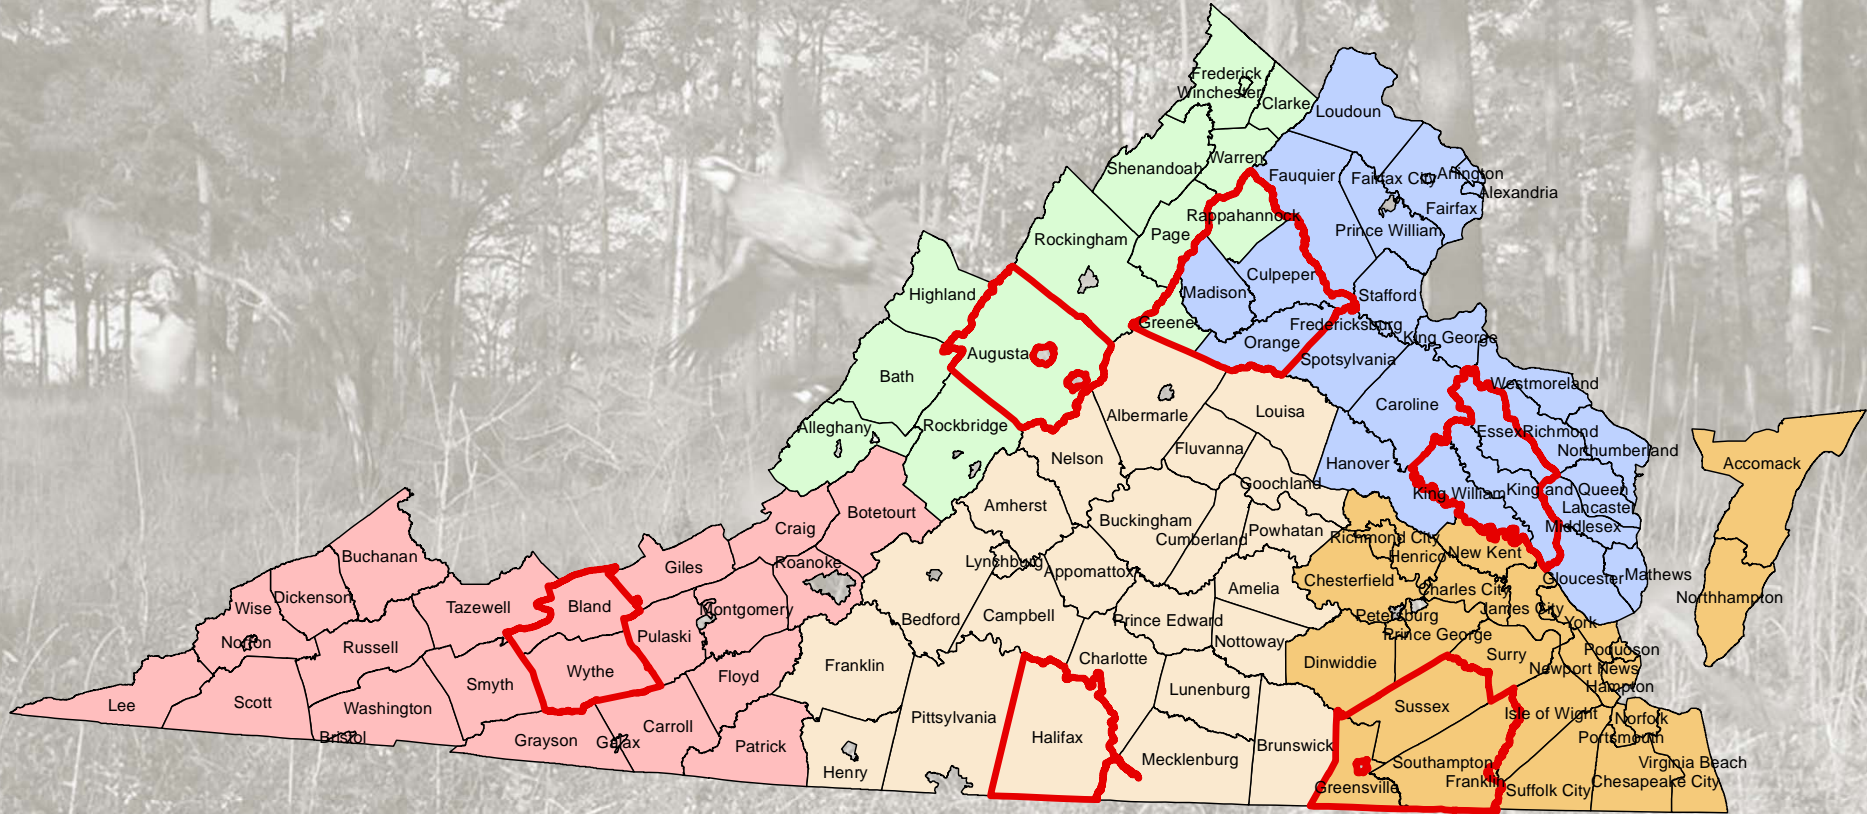 Frederick
Winchester
Clarke
Loudoun
Warren
Shenandoah
Fauquier
Fairfax City
Arlington
Alexandria
Fairfax
Rappahannock
Page
Prince William
Rockingham
Culpeper
Madison
Stafford
Highland
Greene
Fredericksburg
King George
Orange
Spotsylvania
Augusta
Bath
Westmoreland
Caroline
Albermarle
Louisa
Alleghany
Rockbridge
Essex
Richmond
Northumberland
Fluvanna
Nelson
Hanover
Accomack
Goochland
King William
King and Queen
Lancaster
Amherst
Botetourt
Craig
Buckingham
Cumberland
Powhatan
Middlesex
Richmond City
Henrico
New Kent
Buchanan
Giles
Roanoke
Lynchburg
Appomattox
Chesterfield
Gloucester
Mathews
Amelia
Charles City
Northhampton
Dickenson
Wise
Tazewell
Bland
Montgomery
Bedford
Campbell
Prince Edward
Petersburg
James City
York
Norton
Russell
Pulaski
Nottoway
Prince George
Poquoson
Surry
Newport News
Hampton
Dinwiddie
Charlotte
Franklin
Wythe
Floyd
Smyth
Lunenburg
Lee
Scott
Washington
Sussex
Isle of Wight
Norfolk
Portsmouth
Pittsylvania
Carroll
Bristol
Grayson
Galax
Patrick
Halifax
Brunswick
Mecklenburg
Henry
Southampton
Franklin
Greensville
Suffolk City
Virginia Beach
Chesapeake City